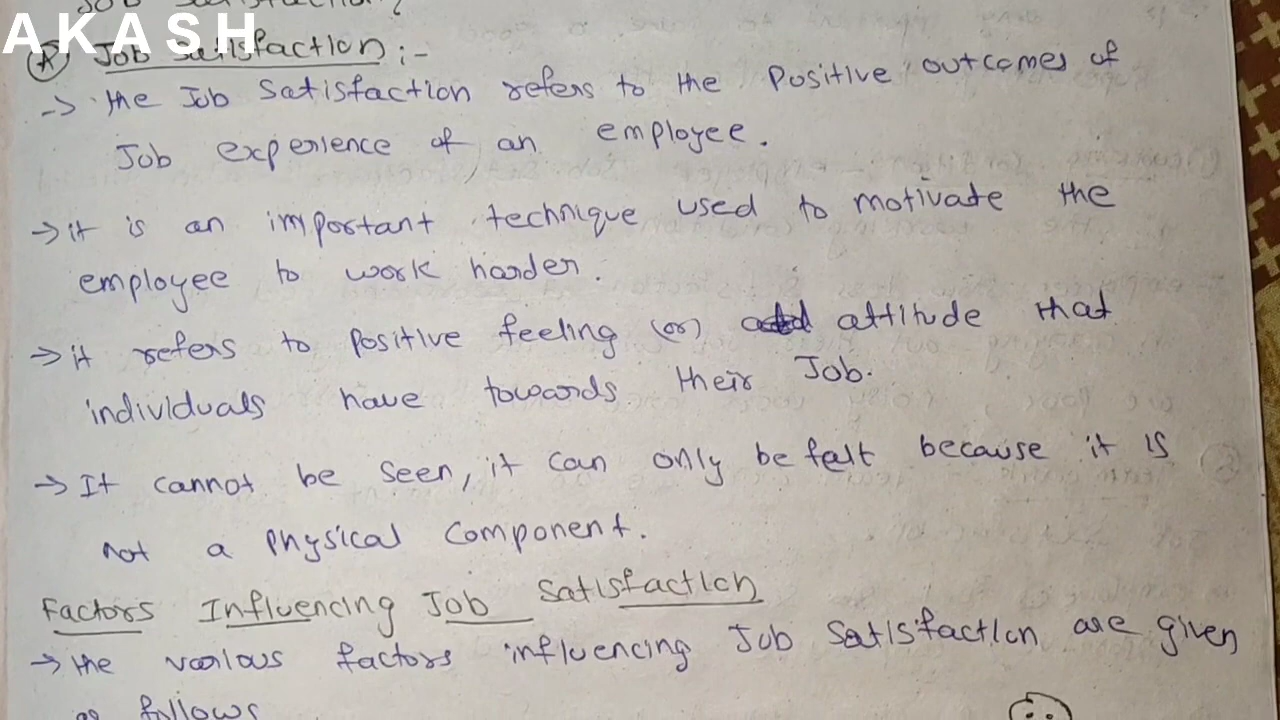 Job Satisfaction?
AKASH
(A) Job Satisfaction :-
-> the Job Satisfaction refers to the Positive outcomes of
Job experience of an employee.
-> it is an important technique used to motivate the
employee to work harder.
-> it refers to Positive feeling (or) attitude that
individuals have towards their Job.
-> It cannot be seen, it can only be felt because it is
not a physical component.
Factors Influencing Job Satisfaction
-> the various factors influencing Job Satisfaction are given
as follows